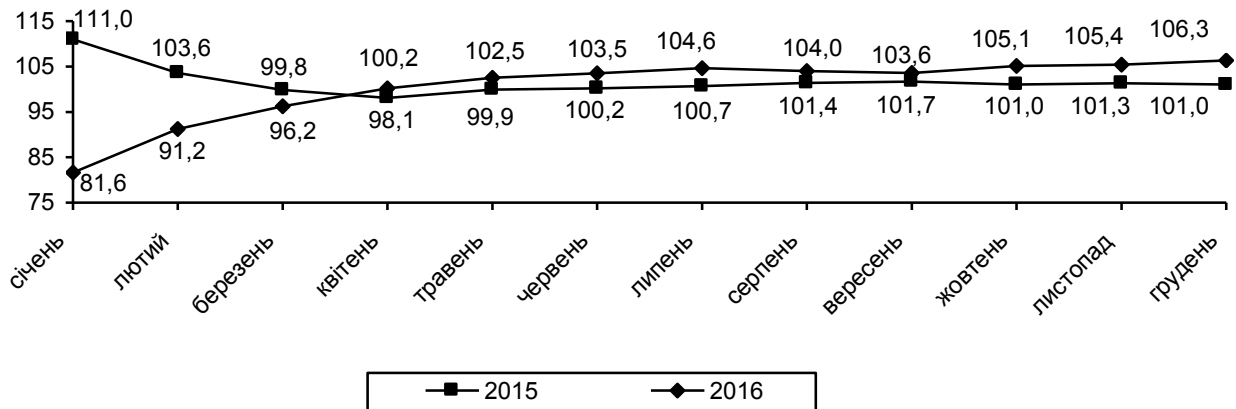 115
111,0
103,6
99,8
100,2
102,5
103,5
104,6
104,0
103,6
105,1
105,4
106,3
105
95
81,6
91,2
96,2
98,1
99,9
100,2
100,7
101,4
101,7
101,0
101,3
101,0
85
75
січень
лютий
березень
квітень
травень
червень
липень
серпень
вересень
жовтень
листопад
грудень
2015 2016